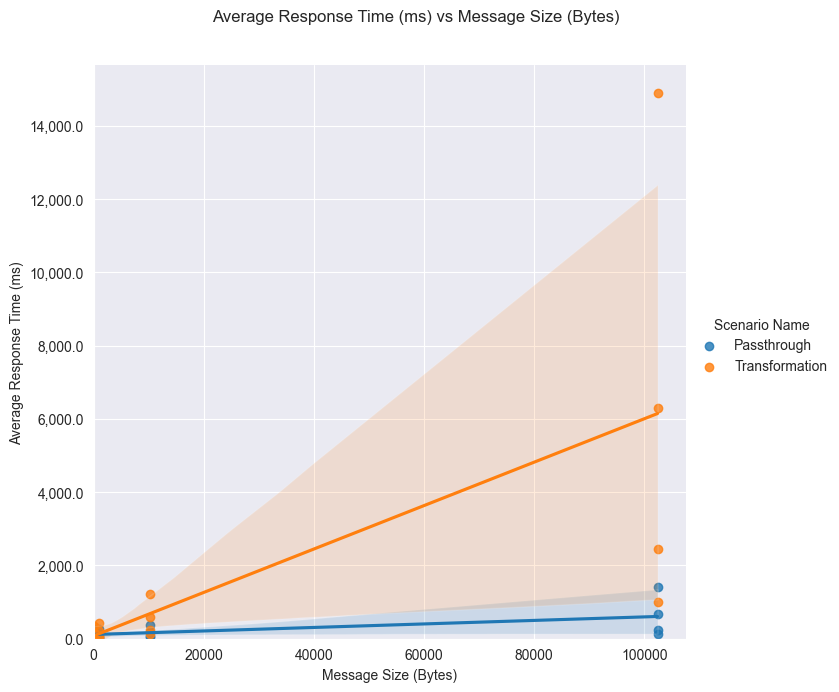 Average Response Time (ms) vs Message Size (Bytes)
14,000.0
12,000.0
10,000.0
8,000.0
6,000.0
4,000.0
2,000.0
0.0
Average Response Time (ms)
0 20000 40000 60000 80000 100000
Message Size (Bytes)
Scenario Name
Passthrough
Transformation